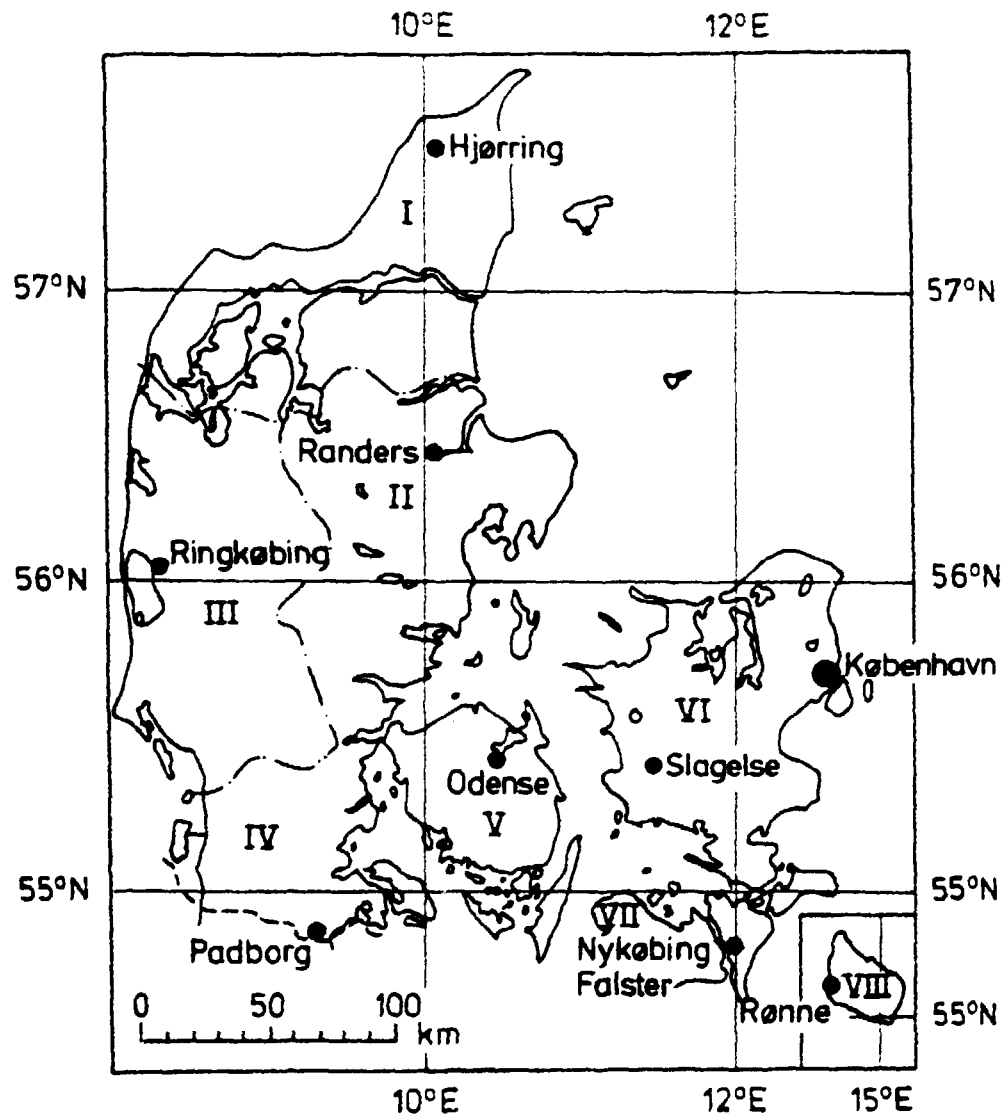 10°E 12°E
Hjørring
I
57°N 57°N
Randers
II
Ringkøbing
56°N 56°N
III
København
VI
Slagelse
Odense
V
IV
55°N 55°N
VII
Padborg
Nykøbing
Falster
VIII
Rønne
55°N
0 50 100
km
10°E 12°E 15°E